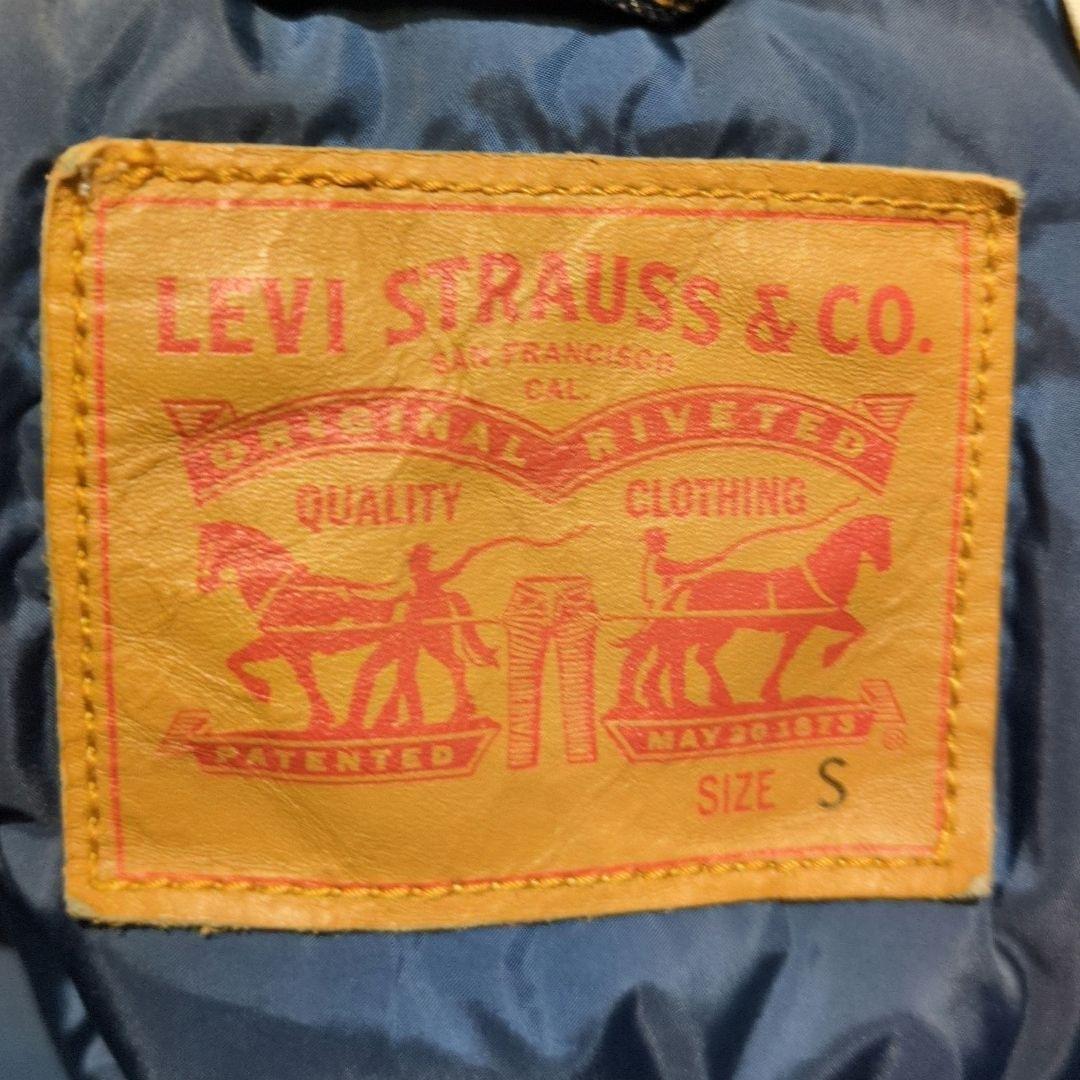 LEVI STRAUSS & CO.
SAN FRANCISCO
CAL.
ORIGINAL RIVETED
QUALITY CLOTHING
PATENTED MAY 20 1873
®
SIZE S